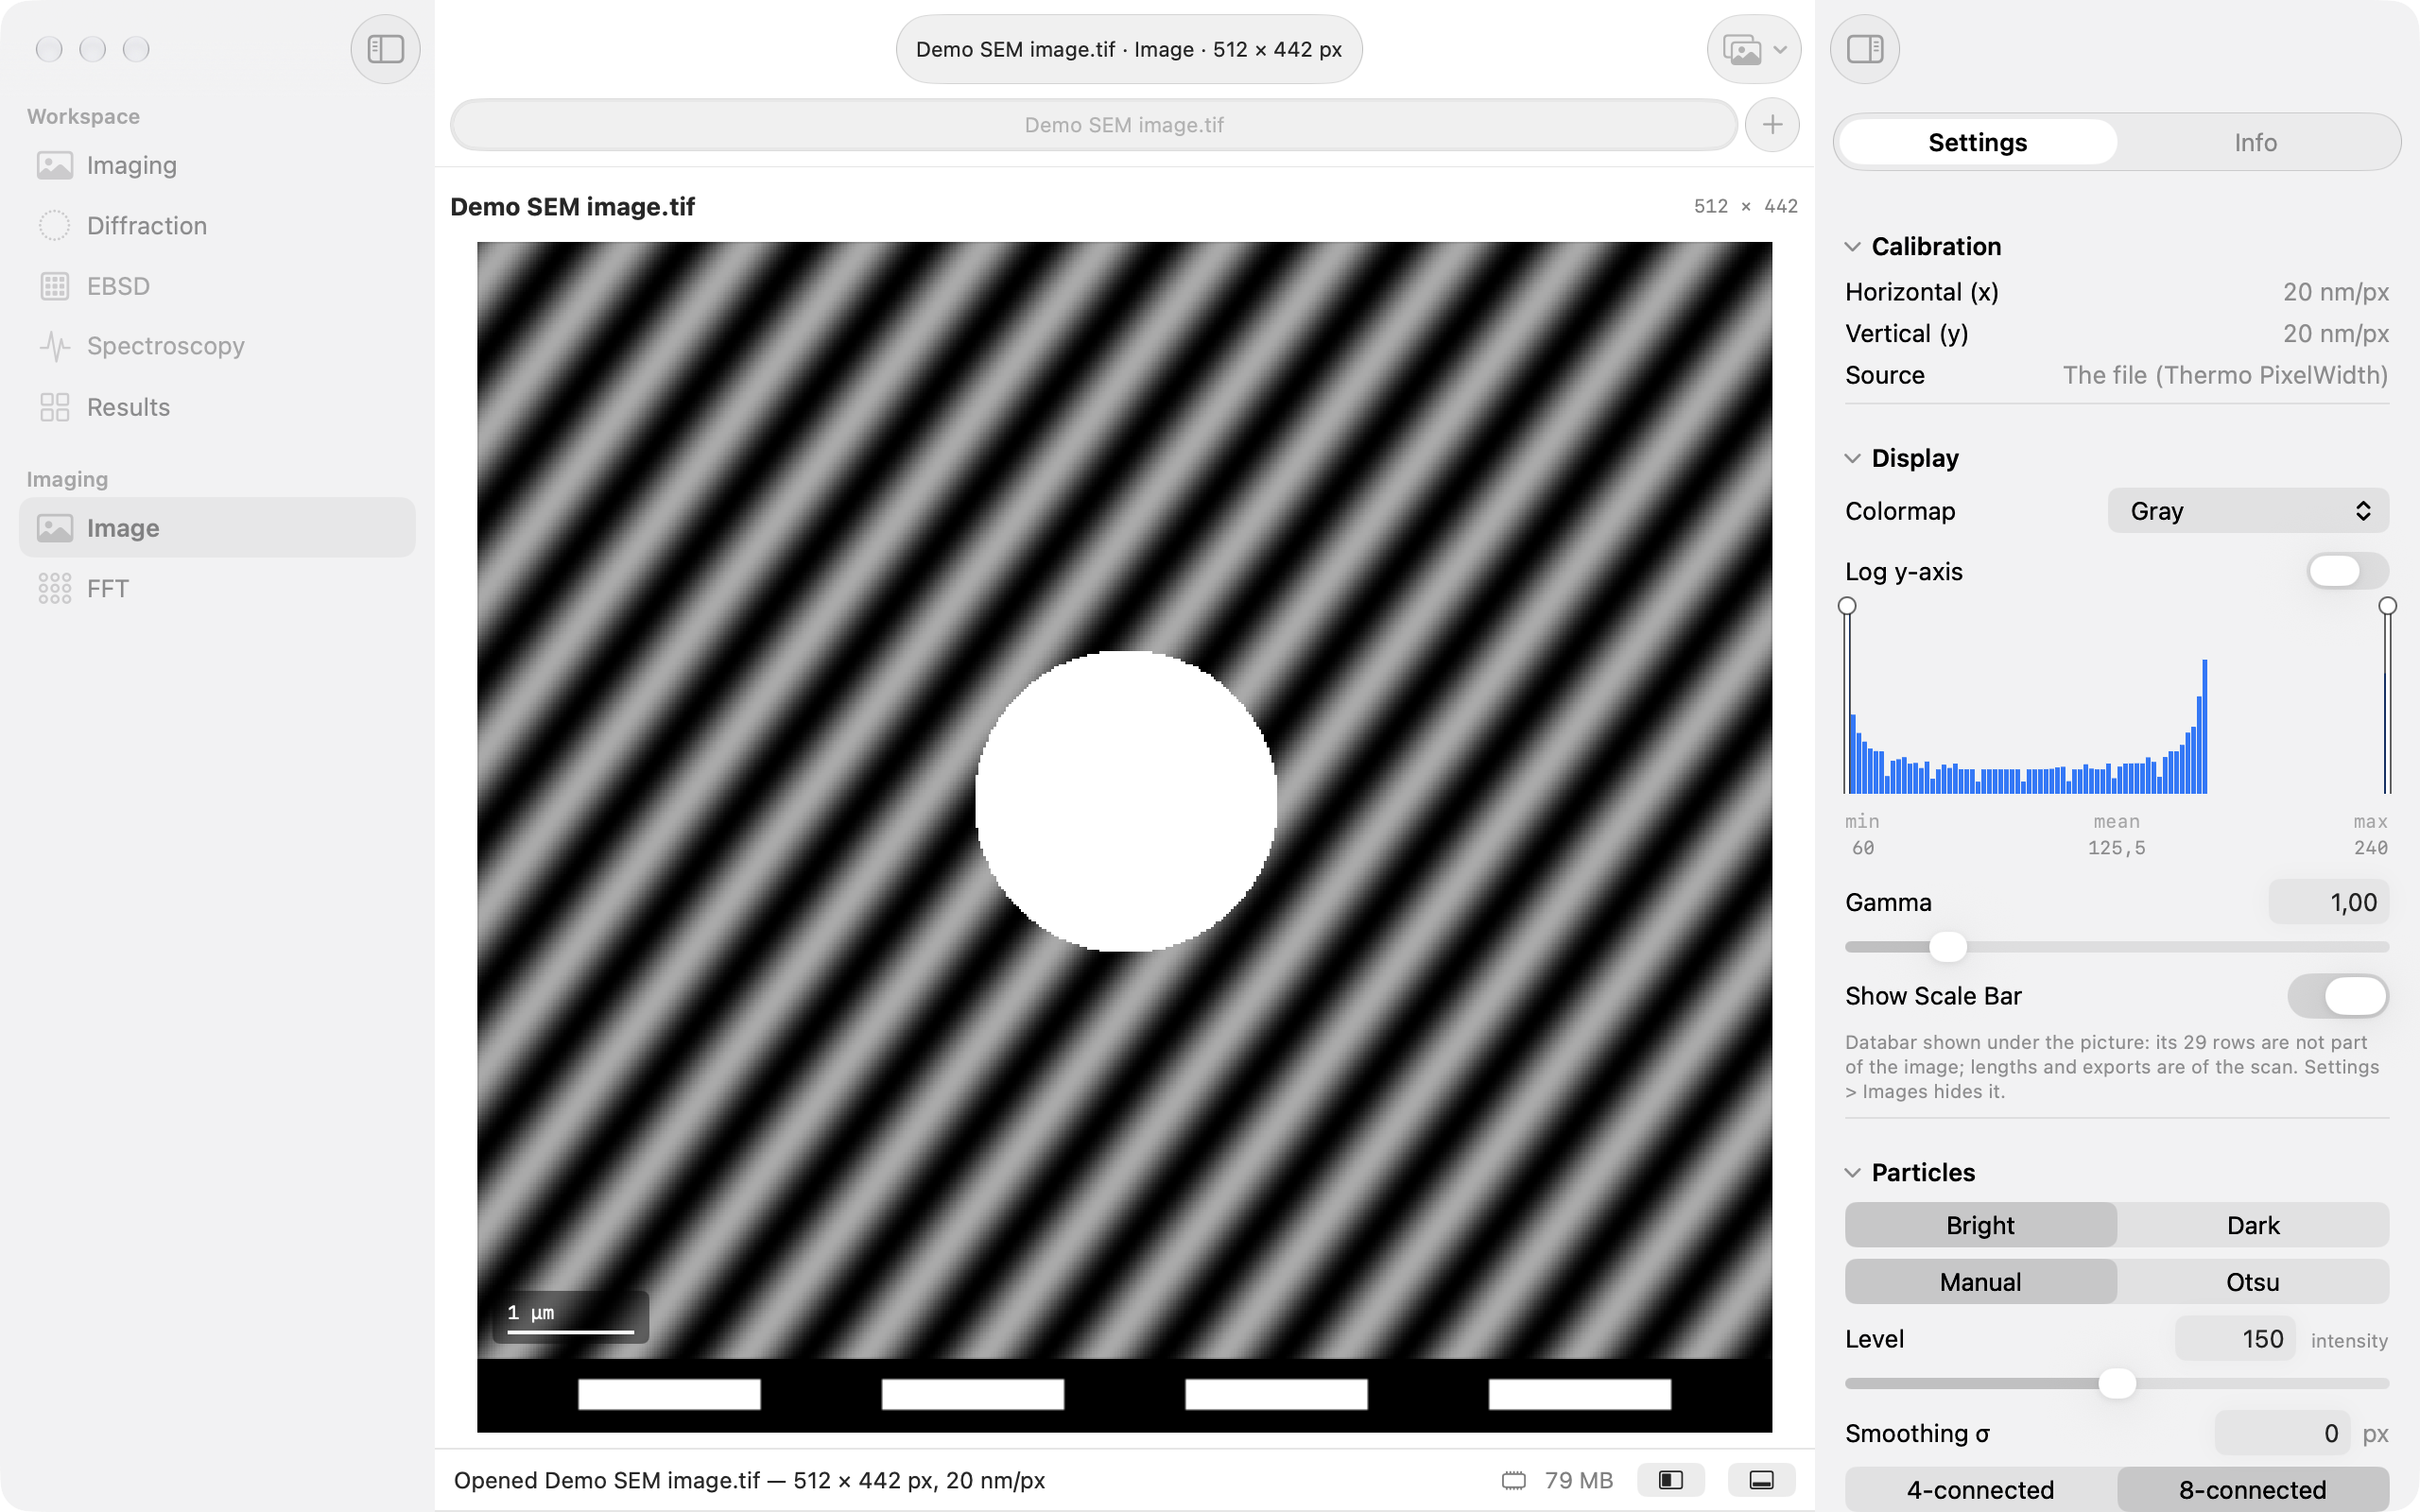 Demo SEM image.tif · Image · 512 × 442 px
Workspace
Imaging
Diffraction
EBSD
Spectroscopy
Results
Imaging
Image
FFT
Demo SEM image.tif
Demo SEM image.tif
512 × 442
1 µm
Opened Demo SEM image.tif — 512 × 442 px, 20 nm/px
79 MB
Settings
Info
Calibration
Horizontal (x) 20 nm/px
Vertical (y) 20 nm/px
Source The file (Thermo PixelWidth)
Display
Colormap Gray
Log y-axis
min mean max
60 125,5 240
Gamma 1,00
Show Scale Bar
Databar shown under the picture: its 29 rows are not part
of the image; lengths and exports are of the scan. Settings
> Images hides it.
Particles
Bright Dark
Manual Otsu
Level 150 intensity
Smoothing σ 0 px
4-connected 8-connected